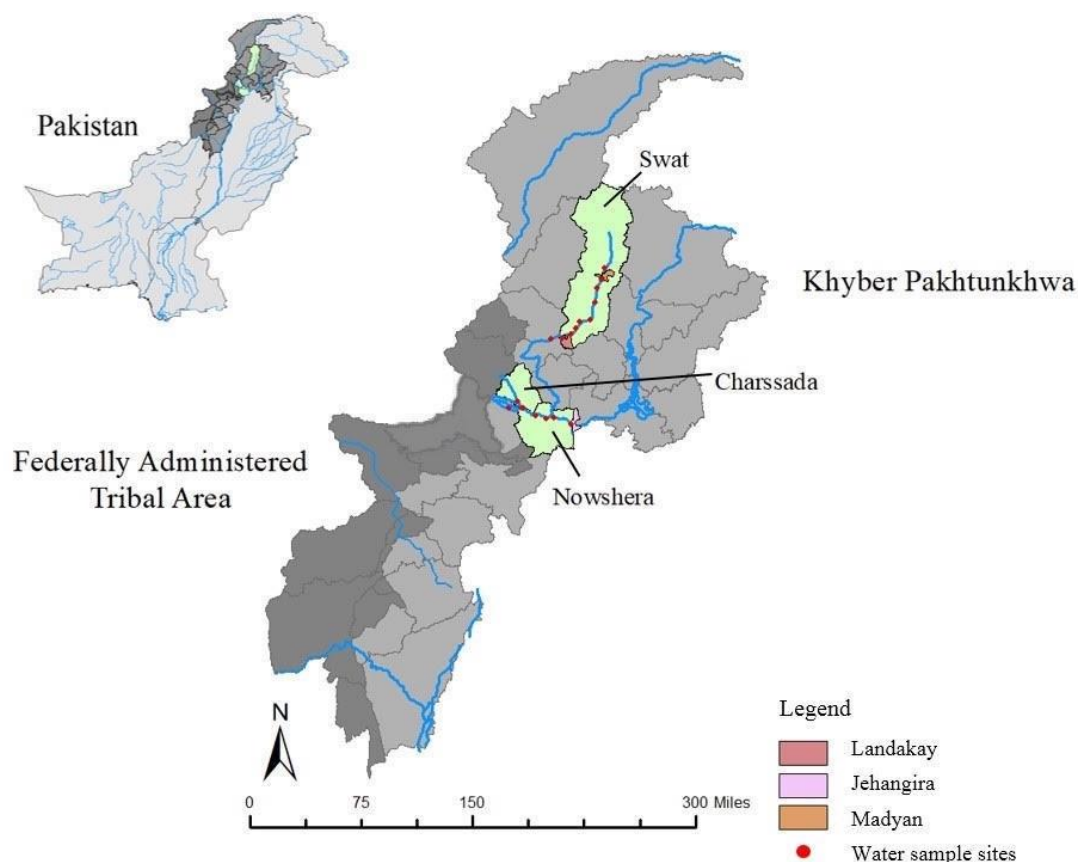 Pakistan
Swat
Khyber Pakhtunkhwa
Charssada
Federally Administered
Tribal Area
Nowshera
N
0 75 150 300 Miles
Legend
Landakay
Jehangira
Madyan
Water sample sites